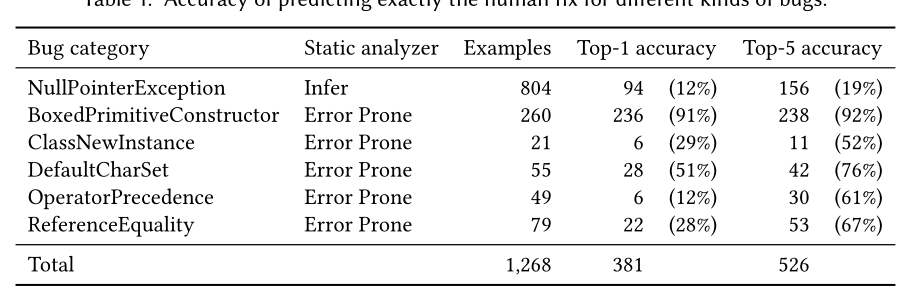 Table 1. Accuracy of predicting exactly the human fix for different kinds of bugs.
Bug category Static analyzer Examples Top-1 accuracy Top-5 accuracy
NullPointerException Infer 804 94 (12%) 156 (19%)
BoxedPrimitiveConstructor Error Prone 260 236 (91%) 238 (92%)
ClassNewInstance Error Prone 21 6 (29%) 11 (52%)
DefaultCharSet Error Prone 55 28 (51%) 42 (76%)
OperatorPrecedence Error Prone 49 6 (12%) 30 (61%)
ReferenceEquality Error Prone 79 22 (28%) 53 (67%)
Total 1,268 381 526